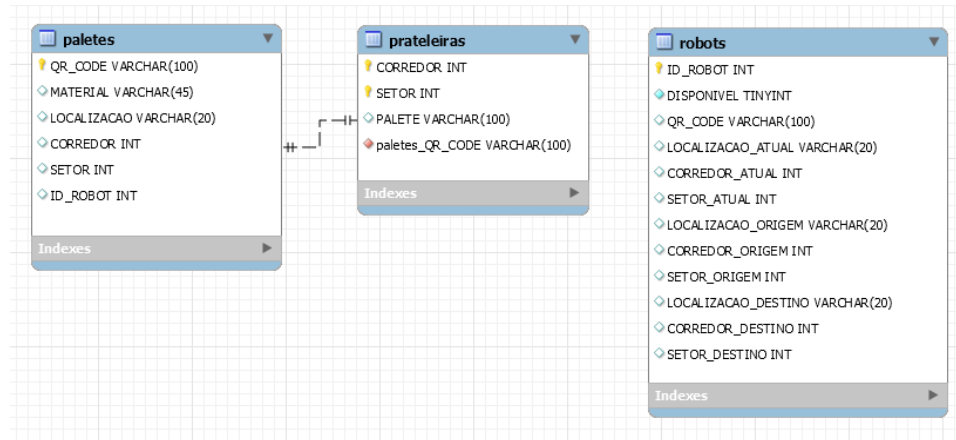 paletes
QR_CODE VARCHAR(100)
MATERIAL VARCHAR(45)
LOCALIZACAO VARCHAR(20)
CORREDOR INT
SETOR INT
ID_ROBOT INT
Indexes
prateleiras
CORREDOR INT
SETOR INT
PALETE VARCHAR(100)
paletes_QR_CODE VARCHAR(100)
Indexes
robots
ID_ROBOT INT
DISPONIVEL TINYINT
QR_CODE VARCHAR(100)
LOCALIZACAO_ATUAL VARCHAR(20)
CORREDOR_ATUAL INT
SETOR_ATUAL INT
LOCALIZACAO_ORIGEM VARCHAR(20)
CORREDOR_ORIGEM INT
SETOR_ORIGEM INT
LOCALIZACAO_DESTINO VARCHAR(20)
CORREDOR_DESTINO INT
SETOR_DESTINO INT
Indexes